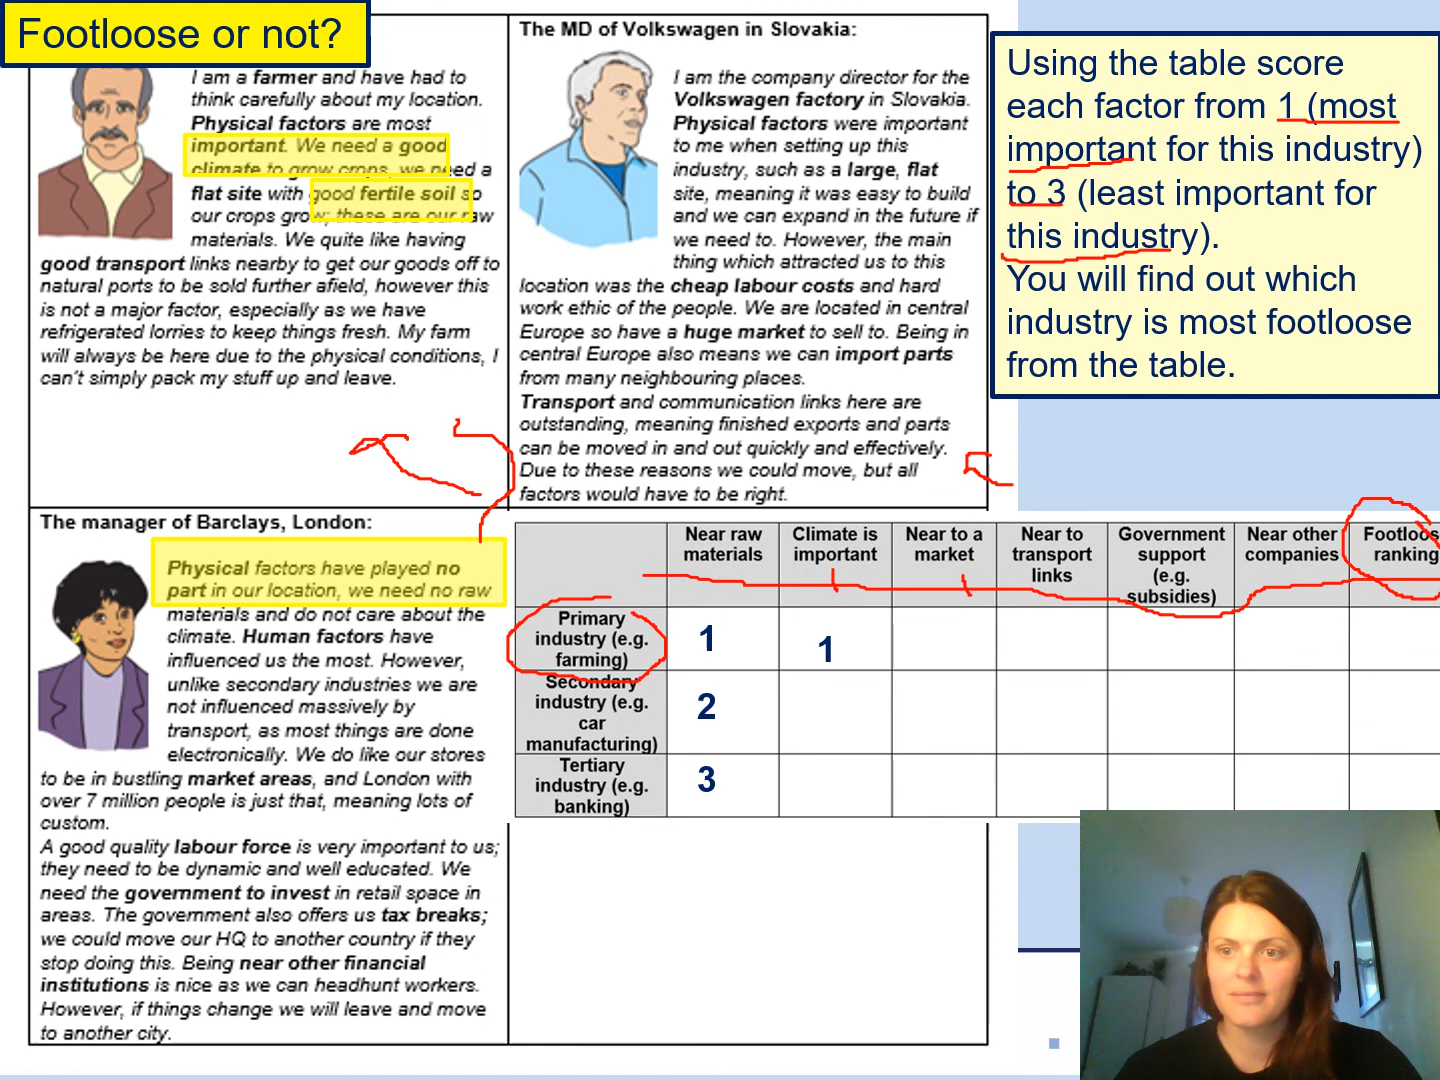 Footloose or not?
I am a farmer and have had to
think carefully about my location.
Physical factors are most
important. We need a good
climate to grow crops, we need a
flat site with good fertile soil so
our crops grow; these are our raw
materials. We quite like having
good transport links nearby to get our goods off to
natural ports to be sold further afield, however this
is not a major factor, especially as we have
refrigerated lorries to keep things fresh. My farm
will always be here due to the physical conditions, I
can't simply pack my stuff up and leave.
The MD of Volkswagen in Slovakia:
I am the company director for the
Volkswagen factory in Slovakia.
Physical factors were important
to me when setting up this
industry, such as a large, flat
site, meaning it was easy to build
and we can expand in the future if
we need to. However, the main
thing which attracted us to this
location was the cheap labour costs and hard
work ethic of the people. We are located in central
Europe so have a huge market to sell to. Being in
central Europe also means we can import parts
from many neighbouring places.
Transport and communication links here are
outstanding, meaning finished exports and parts
can be moved in and out quickly and effectively.
Due to these reasons we could move, but all
factors would have to be right.
Using the table score
each factor from 1 (most
important for this industry)
to 3 (least important for
this industry).
You will find out which
industry is most footloose
from the table.
The manager of Barclays, London:
Physical factors have played no
part in our location, we need no raw
materials and do not care about the
climate. Human factors have
influenced us the most. However,
unlike secondary industries we are
not influenced massively by
transport, as most things are done
electronically. We do like our stores
to be in bustling market areas, and London with
over 7 million people is just that, meaning lots of
custom.
A good quality labour force is very important to us;
they need to be dynamic and well educated. We
need the government to invest in retail space in
areas. The government also offers us tax breaks;
we could move our HQ to another country if they
stop doing this. Being near other financial
institutions is nice as we can headhunt workers.
However, if things change we will leave and move
to another city.
Near raw
materials
Climate is
important
Near to a
market
Near to
transport
links
Government
support
(e.g.
subsidies)
Near other
companies
ranking
Primary
industry (e.g.
farming)
1
1
Secondary
industry (e.g.
car
manufacturing)
2
Tertiary
industry (e.g.
banking)
3